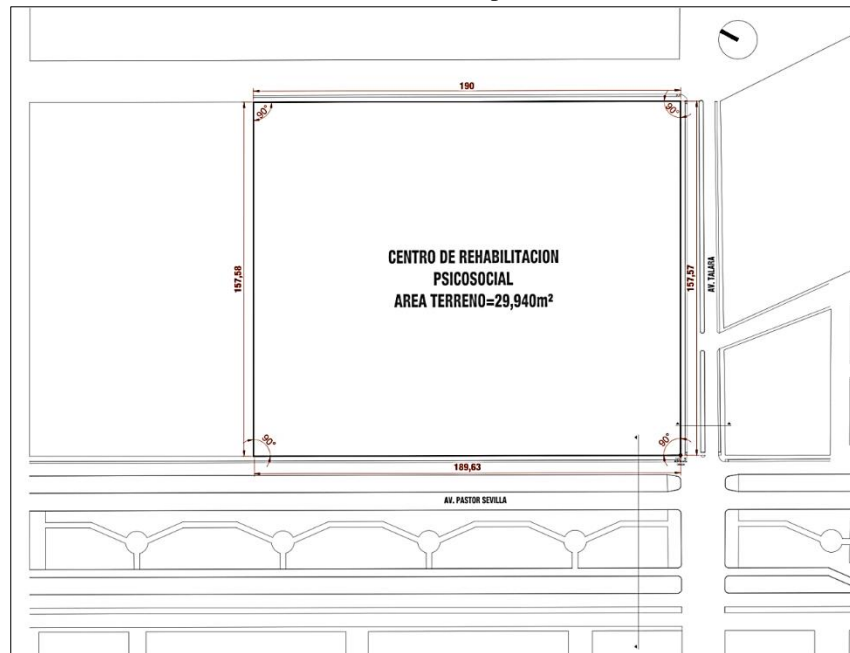 190
90°
90°
157,58
CENTRO DE REHABILITACION
PSICOSOCIAL
AREA TERRENO=29,940m²
157,57
AV. TALARA
90°
90°
189,63
AV. PASTOR SEVILLA